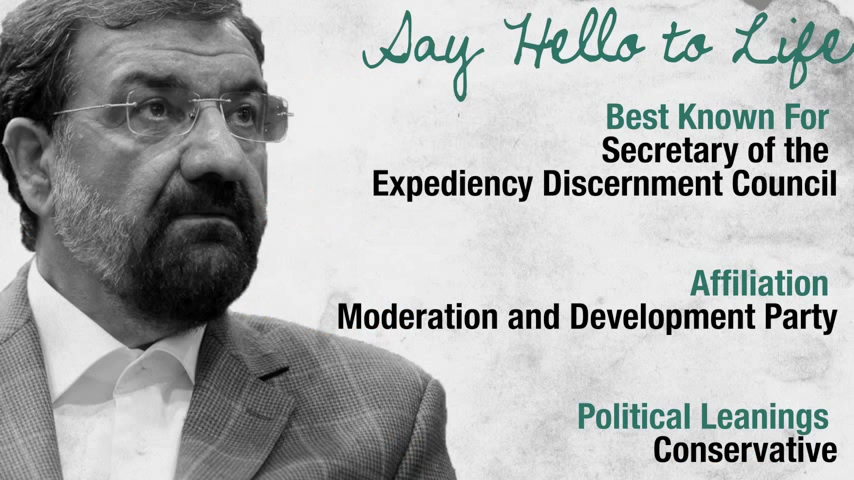 Say Hello to Life
Best Known For
Secretary of the
Expediency Discernment Council
Affiliation
Moderation and Development Party
Political Leanings
Conservative